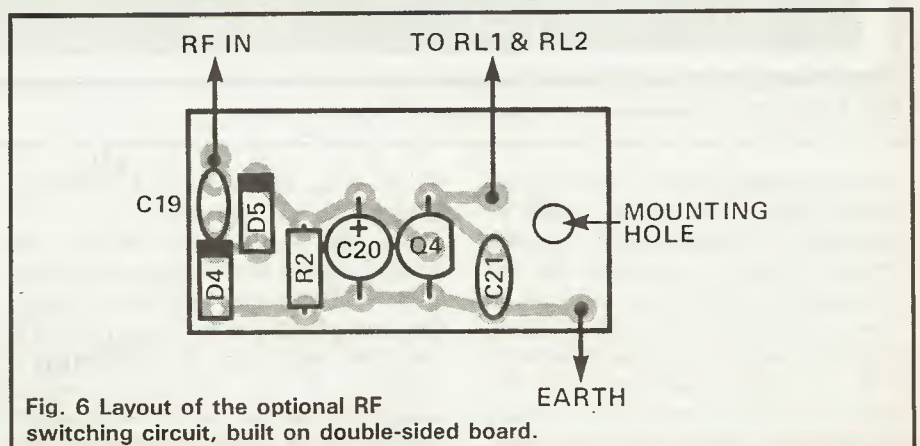 RF IN
TO RL1 & RL2
C19
D5
D4
R2
+
C20
Q4
C21
MOUNTING
HOLE
EARTH
Fig. 6 Layout of the optional RF
switching circuit, built on double-sided board.